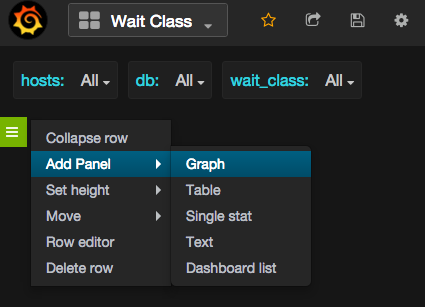 Wait Class
hosts: All db: All wait_class: All
Collapse row
Add Panel Graph
Set height Table
Move Single stat
Row editor Text
Delete row Dashboard list